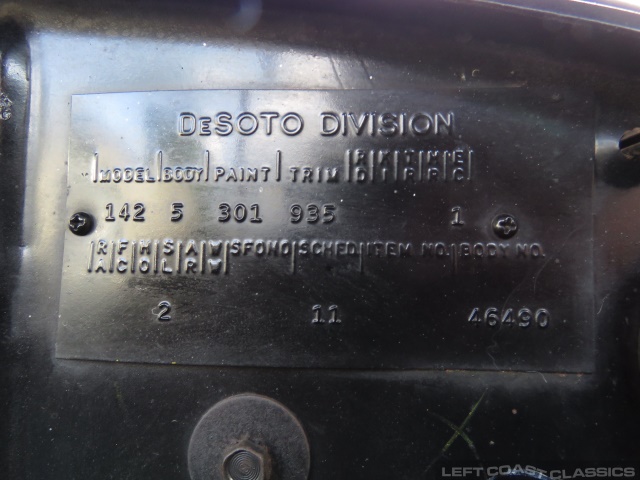 DeSOTO DIVISION
MODEL BODY PAINT TRIM
142 5 301 935 1
SFOND SCHED ITEM NO. BODY NO.
2 11 46490
LEFT COAST CLASSICS